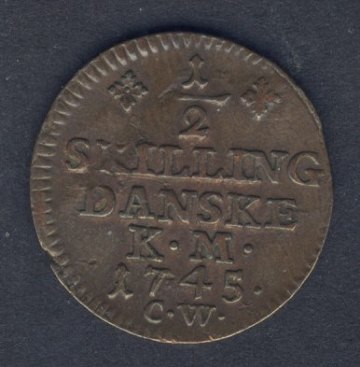 1/2
SKILLING
DANSKE
K·M·
1745·
C·W·